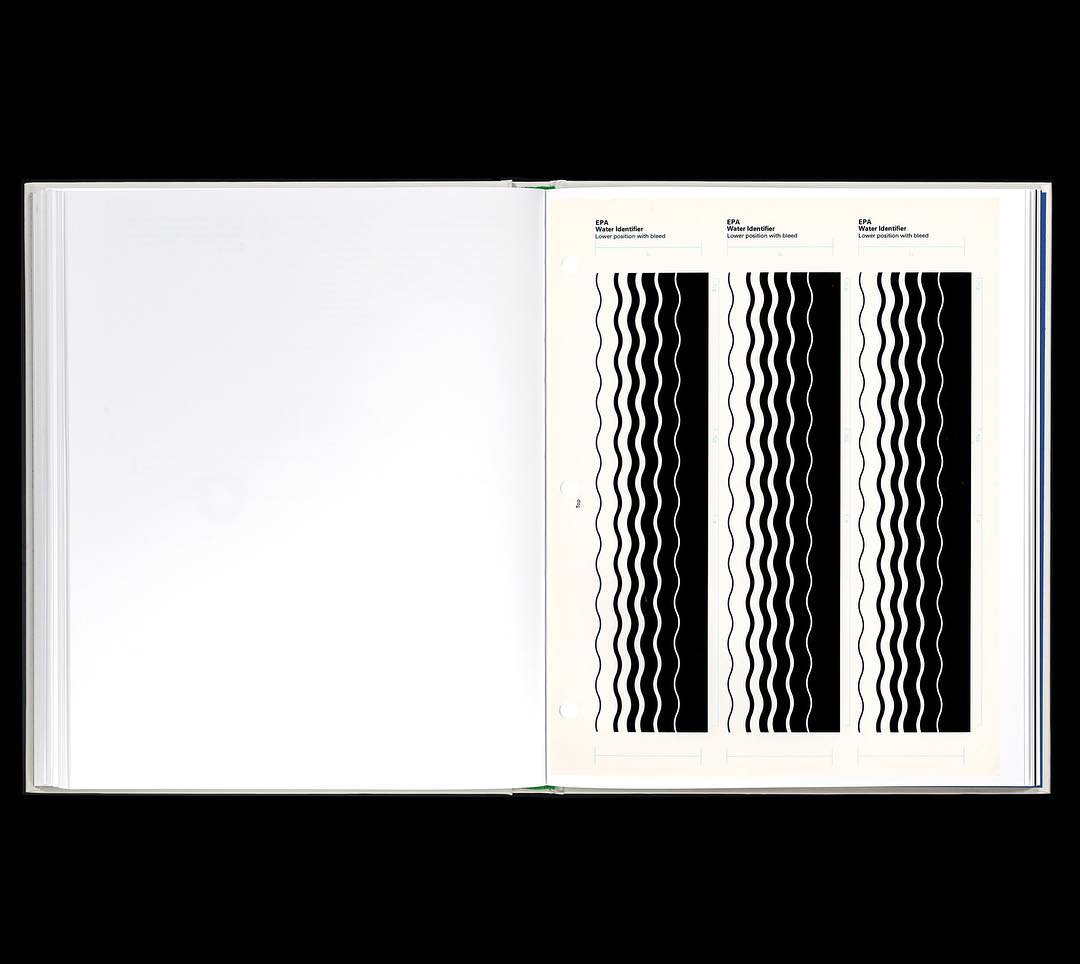 EPA
Water Identifier
Lower position with bleed
EPA
Water Identifier
Lower position with bleed
EPA
Water Identifier
Lower position with bleed
Top